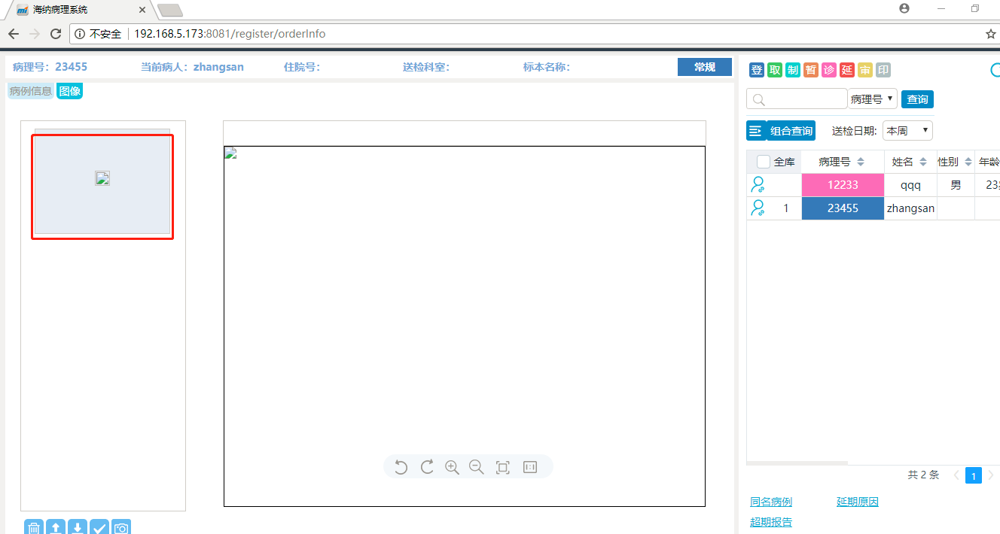 海纳病理系统
不安全 192.168.5.173:8081/register/orderInfo
病理号：23455 当前病人：zhangsan 住院号： 送检科室： 标本名称： 常规
病例信息 图像
登 取 制 暂 诊 延 审 印
病理号 查询
组合查询 送检日期: 本周
全库 病理号 姓名 性别 年龄
12233 qqq 男
1 23455 zhangsan
共 2 条 1
同名病例 延期原因
超期报告